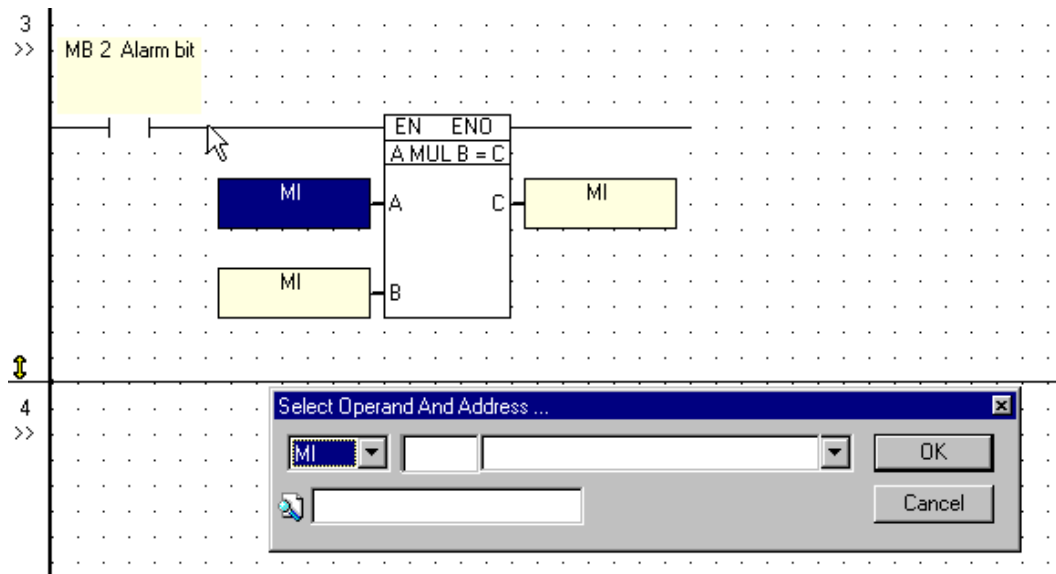 3
>>
MB 2 Alarm bit
EN ENO
A MUL B = C
MI
A C
MI
MI
B
4
>>
Select Operand And Address ...
MI
OK
Cancel